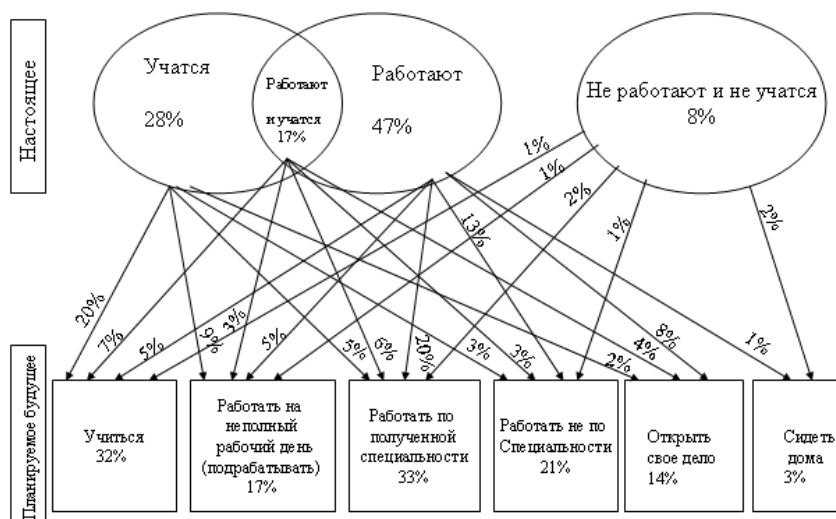 Настоящее
Учатся
28%
Работают
и учатся
17%
Работают
47%
Не работают и не учатся
8%
1%
1%
2%
13%
1%
2%
20%
7%
5%
9%
3%
5%
5%
6%
20%
3%
3%
2%
4%
8%
1%
Планируемое будущее
Учиться
32%
Работать на
неполный
рабочий день
(подрабатывать)
17%
Работать по
полученной
специальности
33%
Работать не по
Специальности
21%
Открыть
свое дело
14%
Сидеть
дома
3%